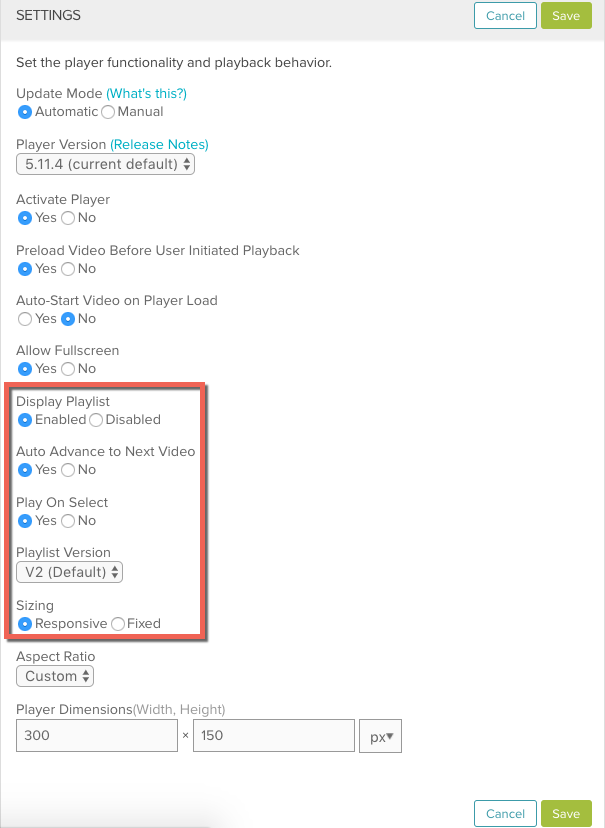 SETTINGS Cancel Save
Set the player functionality and playback behavior.
Update Mode (What's this?)
Automatic Manual
Player Version (Release Notes)
5.11.4 (current default)
Activate Player
Yes No
Preload Video Before User Initiated Playback
Yes No
Auto-Start Video on Player Load
Yes No
Allow Fullscreen
Yes No
Display Playlist
Enabled Disabled
Auto Advance to Next Video
Yes No
Play On Select
Yes No
Playlist Version
V2 (Default)
Sizing
Responsive Fixed
Aspect Ratio
Custom
Player Dimensions(Width, Height)
300 × 150 px
Cancel Save